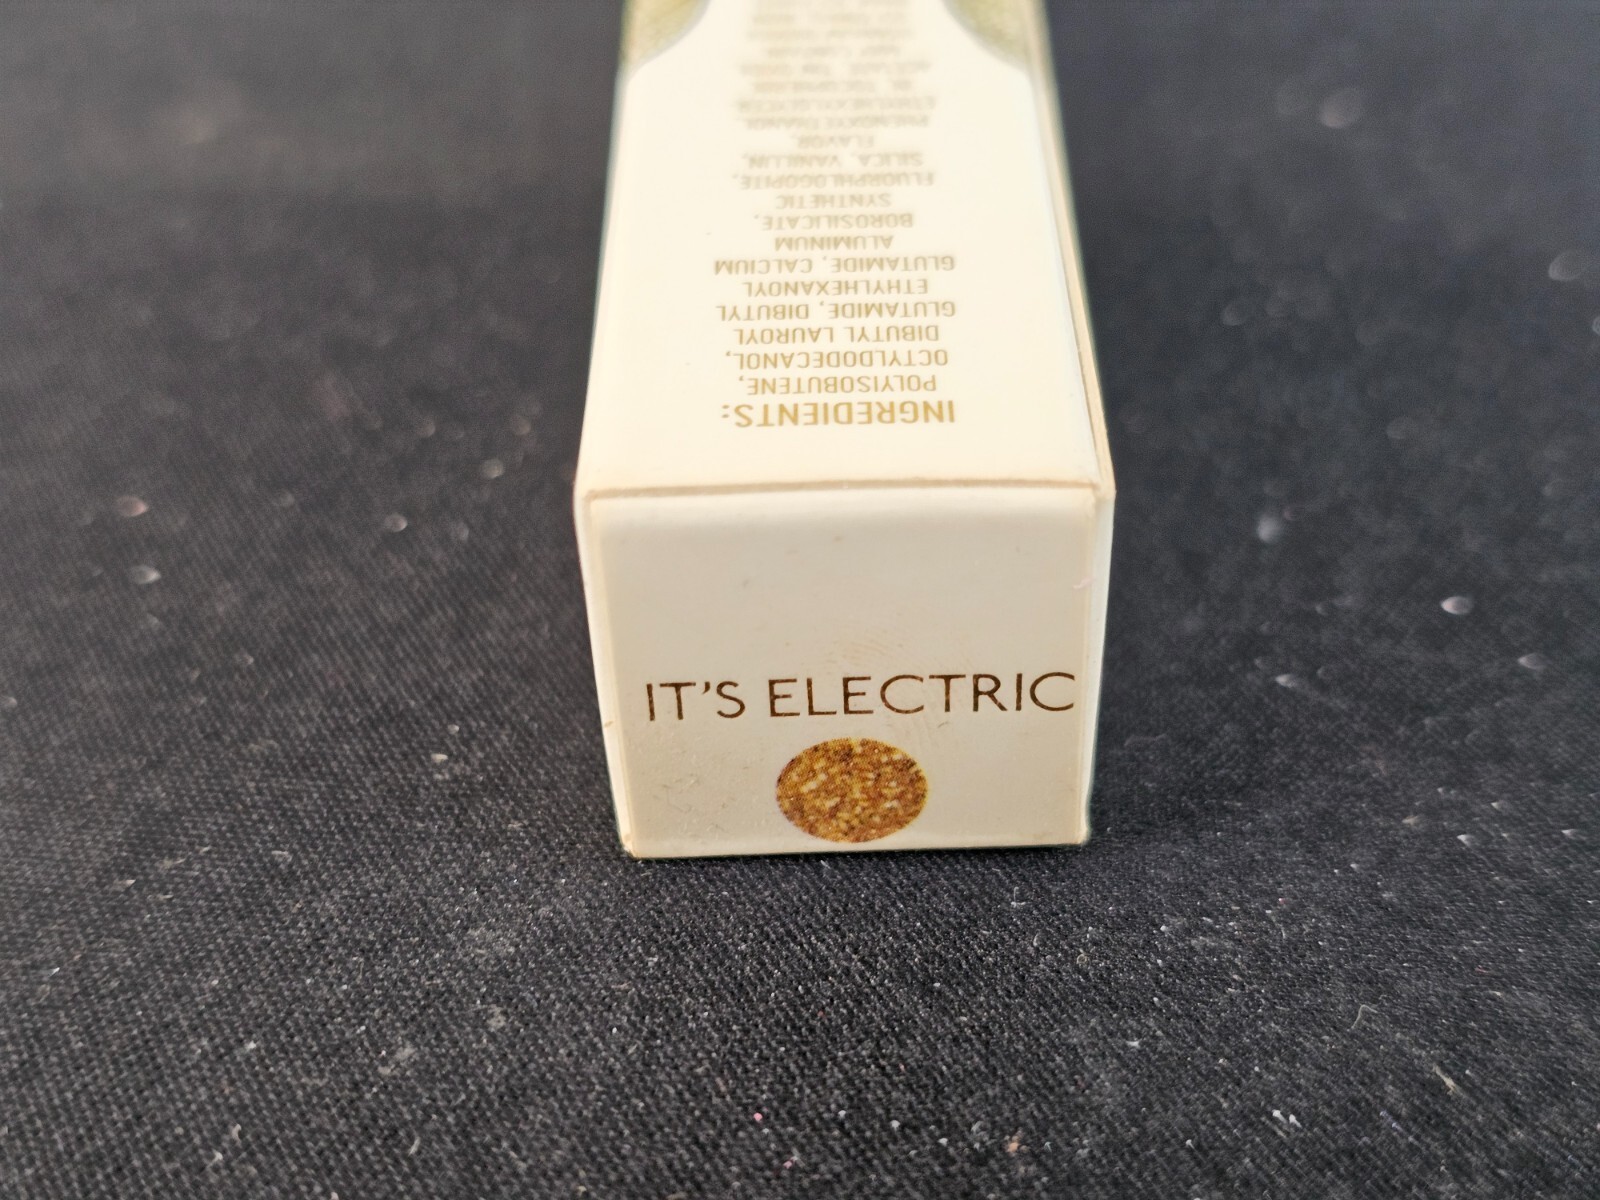 IT'S ELECTRIC
INGREDIENTS:
POLYISOBUTENE,
OCTYLDODECANOL,
DIBUTYL LAUROYL
GLUTAMIDE, DIBUTYL
ETHYLHEXANOYL
GLUTAMIDE, CALCIUM
ALUMINUM
BOROSILICATE,
SYNTHETIC
FLUORPHLOGOPITE,
SILICA, VANILLIN,
FLAVOR,
PHENOXYETHANOL,